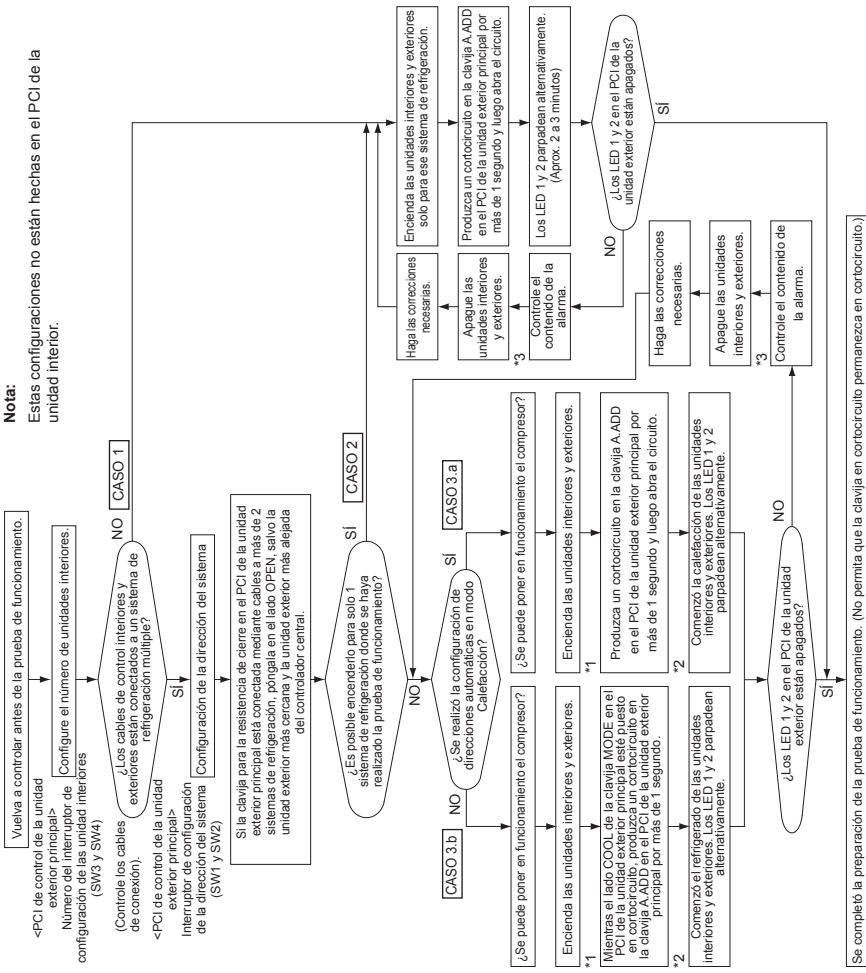 Nota:
Estas configuraciones no están hechas en el PCI de la
unidad interior.
Vuelva a controlar antes de la prueba de funcionamiento.
<PCI de control de la unidad
exterior principal>
Número del interruptor de
configuración de las unidad interiores
(SW3 y SW4)
Configure el número de unidades interiores.
(Controle los cables
de conexión).
¿Los cables de control interiores y
exteriores están conectados a un sistema de
refrigeración múltiple?
NO
CASO 1
SÍ
<PCI de control de la unidad
exterior principal>
Interruptor de configuración
de la dirección del sistema
(SW1 y SW2)
Configuración de la dirección del sistema
Si la clavija para la resistencia de cierre en el PCI de la unidad
exterior principal está conectada mediante cables a más de 2
sistemas de refrigeración, póngala en el lado OPEN, salvo la
unidad exterior más cercana y la unidad exterior más alejada
del controlador central.
¿Es posible encenderlo para solo 1
sistema de refrigeración donde se haya
realizado la prueba de funcionamiento?
SÍ
CASO 2
NO
¿Se realizó la configuración de
direcciones automáticas en modo
Calefacción?
NO
CASO 3.b
SÍ
CASO 3.a
¿Se puede poner en funcionamiento el compresor?
Encienda las unidades interiores y exteriores.
*1
Mientras el lado COOL de la clavija MODE en el
PCI de la unidad exterior principal esté puesto
en cortocircuito, produzca un cortocircuito en
la clavija A.ADD en el PCI de la unidad exterior
principal por más de 1 segundo.
*2
Comenzó el refrigerado de las unidades
interiores y exteriores. Los LED 1 y 2 parpadean
alternativamente.
¿Se puede poner en funcionamiento el compresor?
Encienda las unidades interiores y exteriores.
*1
Produzca un cortocircuito en la clavija A.ADD
en el PCI de la unidad exterior principal por
más de 1 segundo y luego abra el circuito.
*2
Comenzó la calefacción de las unidades
interiores y exteriores. Los LED 1 y 2
parpadean alternativamente.
¿Los LED 1 y 2 en el PCI de la unidad
exterior están apagados?
NO
SÍ
Haga las correcciones
necesarias.
Apague las unidades
interiores y exteriores.
*3
Controle el contenido de
la alarma.
Haga las correcciones
necesarias.
Apague las
unidades interiores
y exteriores.
*3
Controle el
contenido de la
alarma.
Encienda las unidades interiores y exteriores
solo para ese sistema de refrigeración.
Produzca un cortocircuito en la clavija A.ADD
en el PCI de la unidad exterior principal por
más de 1 segundo y luego abra el circuito.
Los LED 1 y 2 parpadean alternativamente.
(Aprox. 2 a 3 minutos)
¿Los LED 1 y 2 en el PCI de la
unidad exterior están apagados?
NO
SÍ
Se completó la preparación de la prueba de funcionamiento. (No permita que la clavija en cortocircuito permanezca en cortocircuito.)